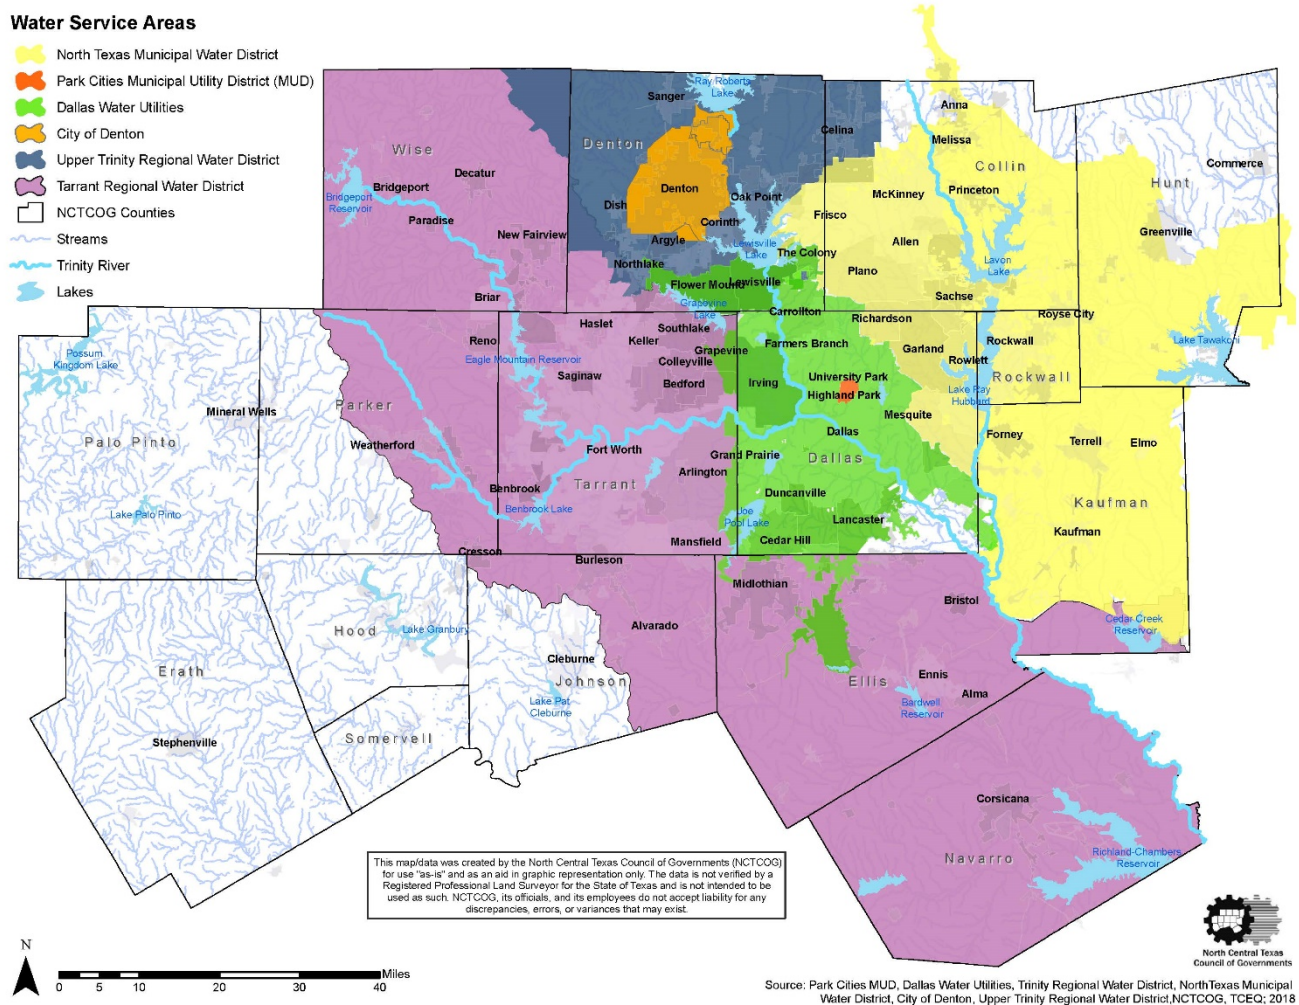 Water Service Areas
North Texas Municipal Water District
Park Cities Municipal Utility District (MUD)
Dallas Water Utilities
City of Denton
Upper Trinity Regional Water District
Tarrant Regional Water District
NCTCOG Counties
Streams
Trinity River
Lakes
Ray Roberts
Lake
Sanger
Anna
Celina
Melissa
Denton
Collin
Wise
Commerce
Decatur
Hunt
Bridgeport
Denton
McKinney
Princeton
Bridgeport
Reservoir
Oak Point
Dish
Paradise
Frisco
Corinth
Greenville
New Fairview
Argyle
Allen
Lewisville
Lake
The Colony
Northlake
Lavon
Lake
Plano
Flower Mound
Lewisville
Briar
Sachse
Grapevine
Lake
Carrollton
Royse City
Haslet
Richardson
Southlake
Reno
Keller
Farmers Branch
Rockwall
Lake Tawakoni
Possum
Kingdom Lake
Eagle Mountain Reservoir
Grapevine
Garland
Colleyville
Rowlett
Saginaw
University Park
Rockwall
Bedford
Irving
Lake Ray
Hubbard
Highland Park
Parker
Mineral Wells
Mesquite
Palo Pinto
Weatherford
Dallas
Forney
Terrell
Elmo
Fort Worth
Grand Prairie
Dallas
Arlington
Tarrant
Benbrook
Duncanville
Kaufman
Lake Palo Pinto
Benbrook Lake
Joe
Pool Lake
Lancaster
Kaufman
Mansfield
Cedar Hill
Cresson
Burleson
Midlothian
Bristol
Cedar Creek
Reservoir
Hood
Lake Granbury
Alvarado
Cleburne
Erath
Johnson
Ennis
Ellis
Alma
Lake Pat
Cleburne
Bardwell
Reservoir
Stephenville
Somervell
Corsicana
Navarro
Richland-Chambers
Reservoir
This map/data was created by the North Central Texas Council of Governments (NCTCOG)
for use "as-is" and as an aid in graphic representation only. The data is not verified by a
Registered Professional Land Surveyor for the State of Texas and is not intended to be
used as such. NCTCOG, its officials, and its employees do not accept liability for any
discrepancies, errors, or variances that may exist.
N
Miles
0 5 10 20 30 40
North Central Texas
Council of Governments
Source: Park Cities MUD, Dallas Water Utilities, Trinity Regional Water District, NorthTexas Municipal
Water District, City of Denton, Upper Trinity Regional Water District,NCTCOG, TCEQ; 2018